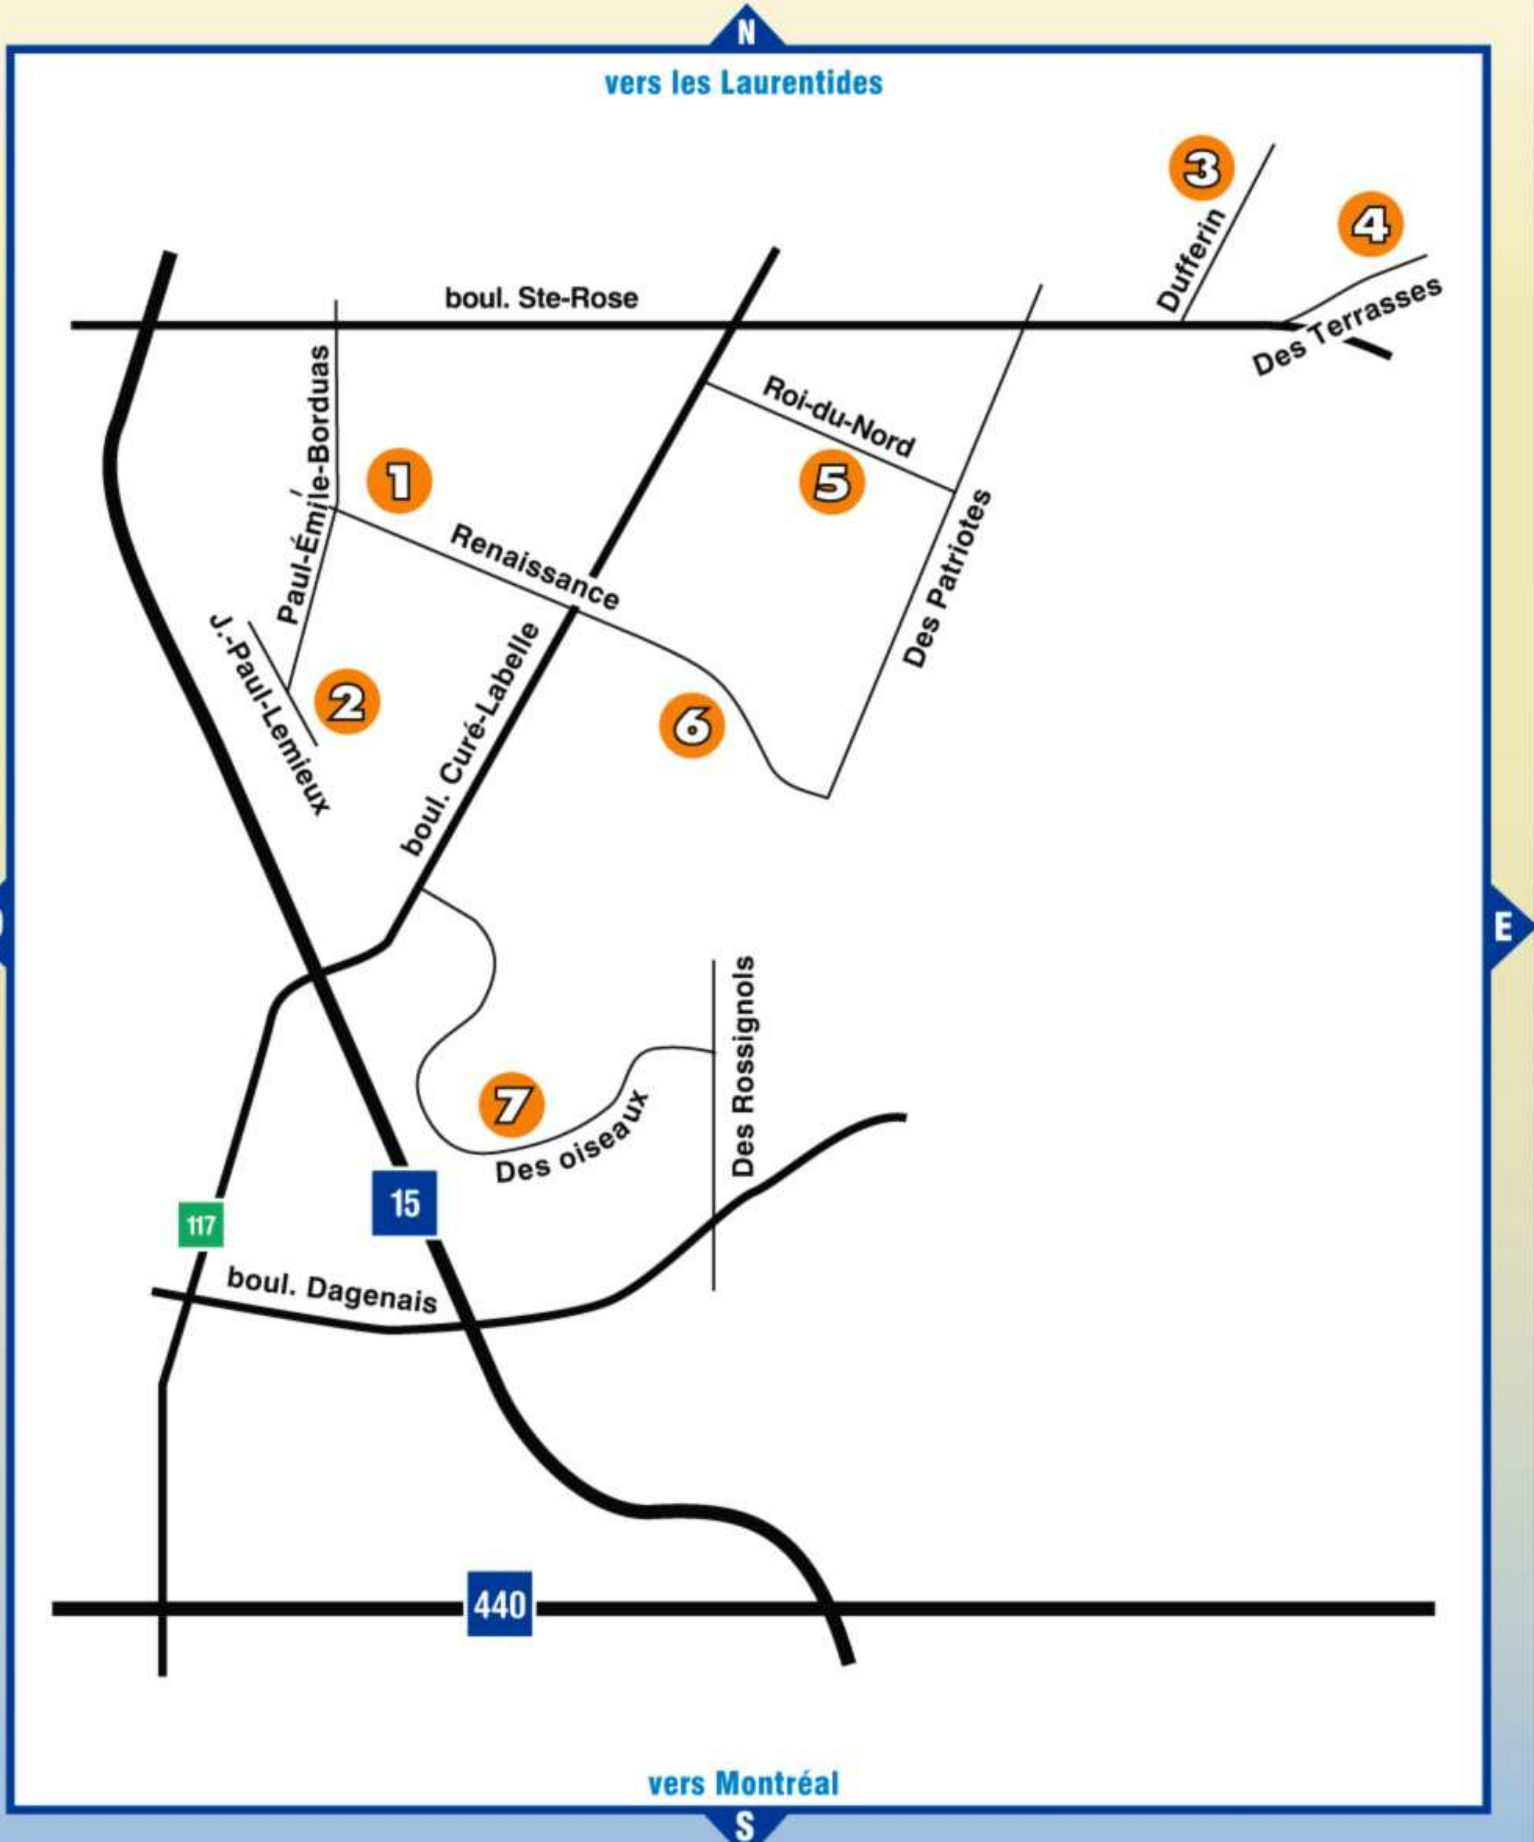 N
vers les Laurentides
3
4
Dufferin
boul. Ste-Rose
Des Terrasses
Paul-Émile-Borduas
Roi-du-Nord
1
5
Renaissance
Des Patriotes
J.-Paul-Lemieux
2
boul. Curé-Labelle
6
E
Des Rossignols
7
Des oiseaux
15
117
boul. Dagenais
440
vers Montréal
S